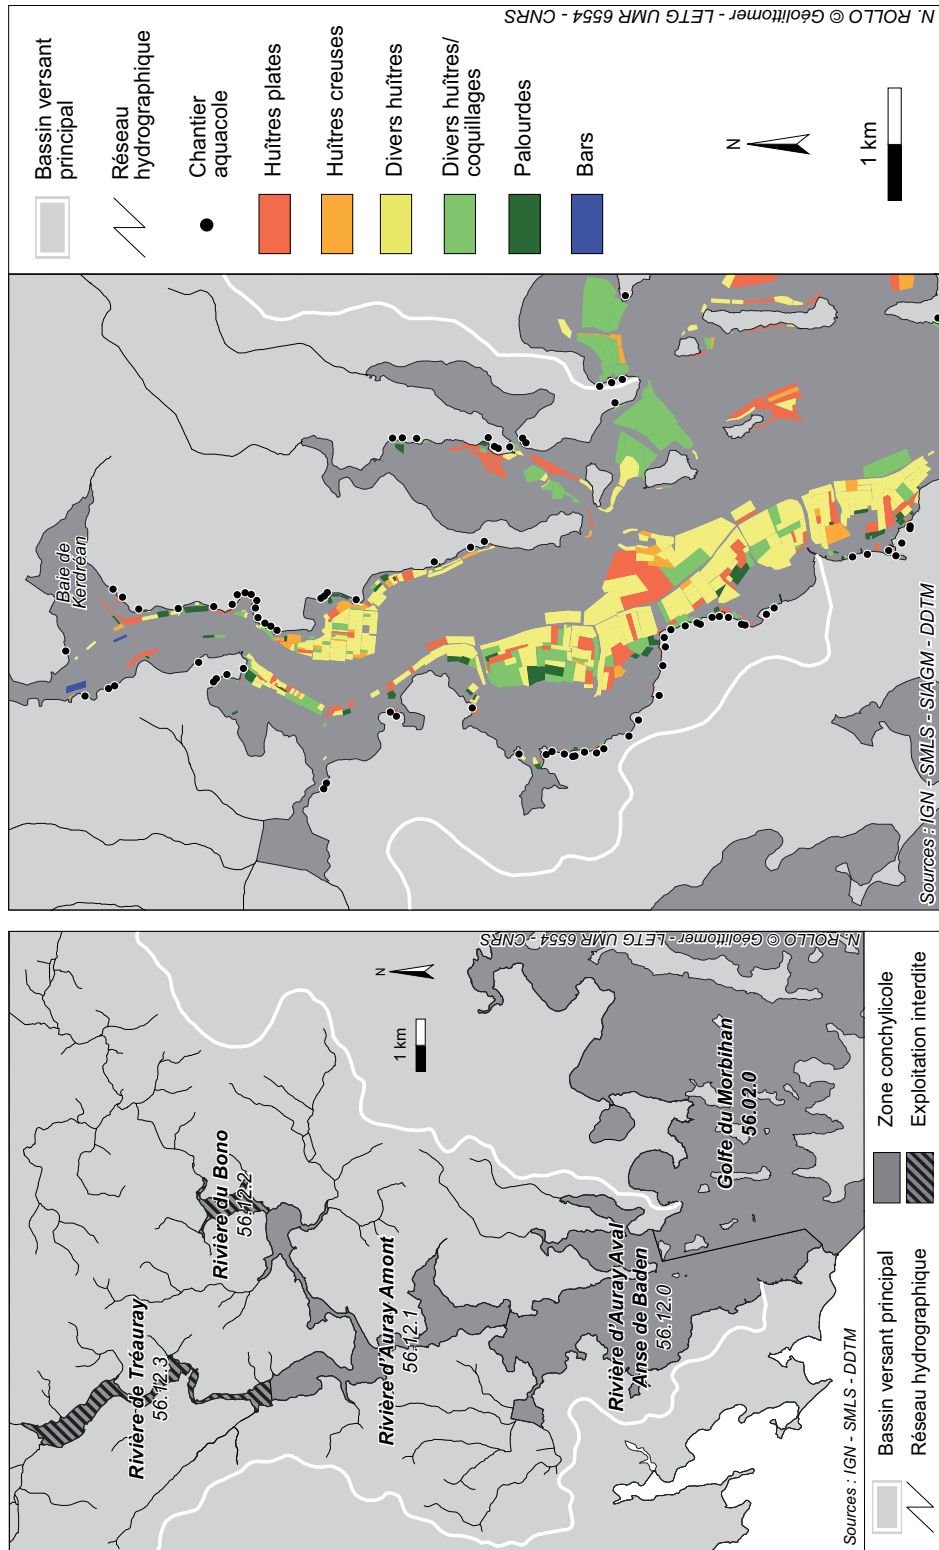 Rivière de Tréauray
56.12.3
Rivière du Bono
56.12.2
Rivière d'Auray Amont
56.12.1
Rivière d'Auray Aval
Anse de Baden
56.12.0
Golfe du Morbihan
56.02.0
N
1 km
N. ROLLO © Géolittomer - LETG UMR 6554 - CNRS
Sources : IGN - SMLS - DDTM
Bassin versant principal
Réseau hydrographique
Zone conchylicole
Exploitation interdite
Baie de
Kerdréan
Sources : IGN - SMLS - SIAGM - DDTM
Bassin versant
principal
Réseau
hydrographique
Chantier
aquacole
Huîtres plates
Huîtres creuses
Divers huîtres
Divers huîtres/
coquillages
Palourdes
Bars
N
1 km
N. ROLLO © Géolittomer - LETG UMR 6554 - CNRS